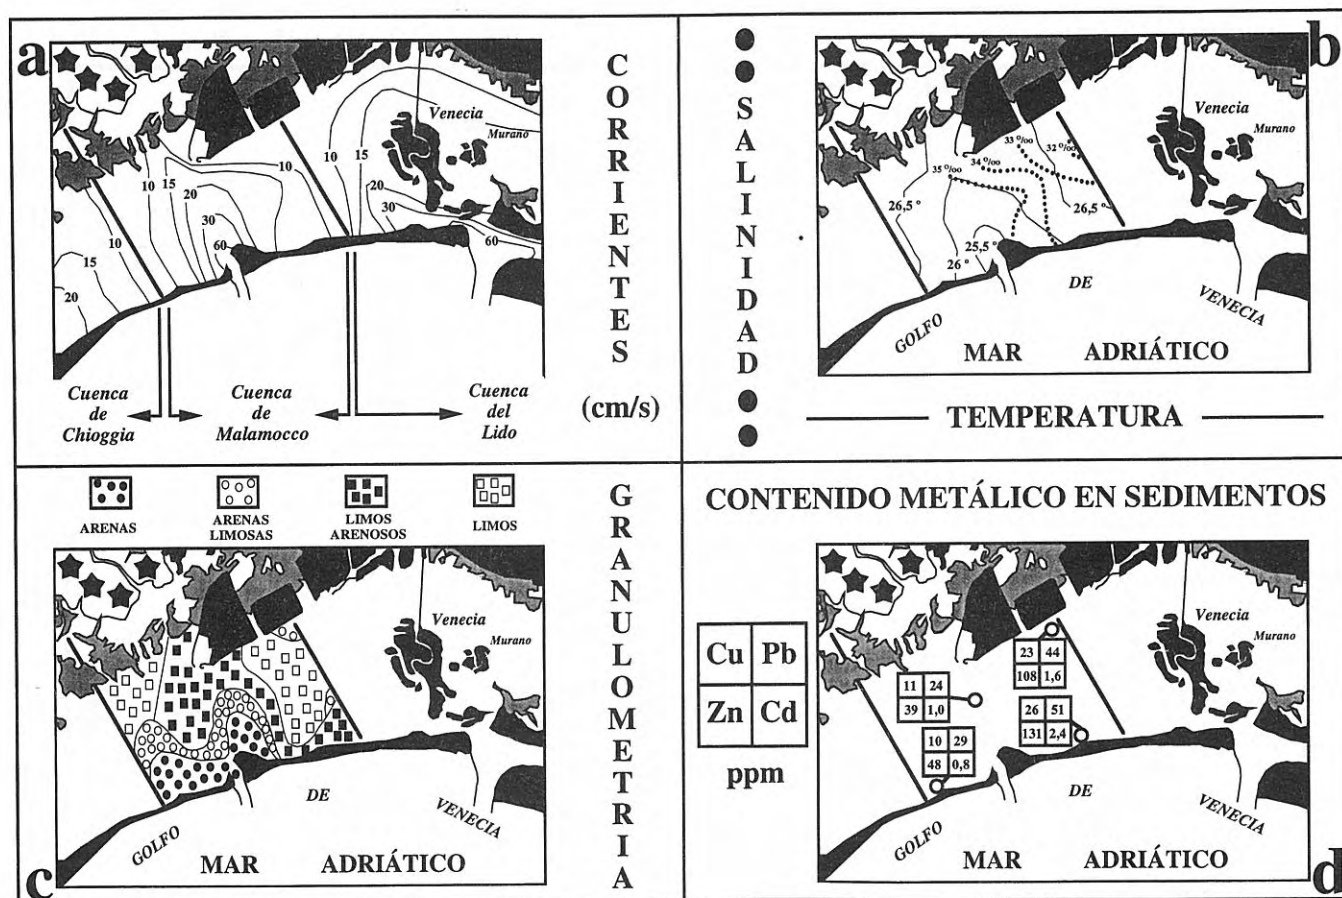 a
10
15
20
10
15
20
30
60
10
10
15
20
30
60
Venecia
Murano
Cuenca
de
Chioggia
Cuenca
de
Malamocco
Cuenca
del
Lido
CORRIENTES
(cm/s)
b
SALINIDAD
33 %o
32 %o
34 %o
35 %o
26,5 º
26,5 º
25,5 º
26 º
Venecia
Murano
GOLFO
DE
VENECIA
MAR ADRIÁTICO
TEMPERATURA
c
ARENAS
ARENAS
LIMOSAS
LIMOS
ARENOSOS
LIMOS
GRANULOMETRIA
Venecia
Murano
GOLFO
DE
VENECIA
MAR ADRIÁTICO
CONTENIDO METÁLICO EN SEDIMENTOS
Cu Pb
Zn Cd
ppm
23 44
108 1,6
11 24
39 1,0
26 51
131 2,4
10 29
48 0,8
Venecia
Murano
GOLFO
DE
VENECIA
MAR ADRIÁTICO
d